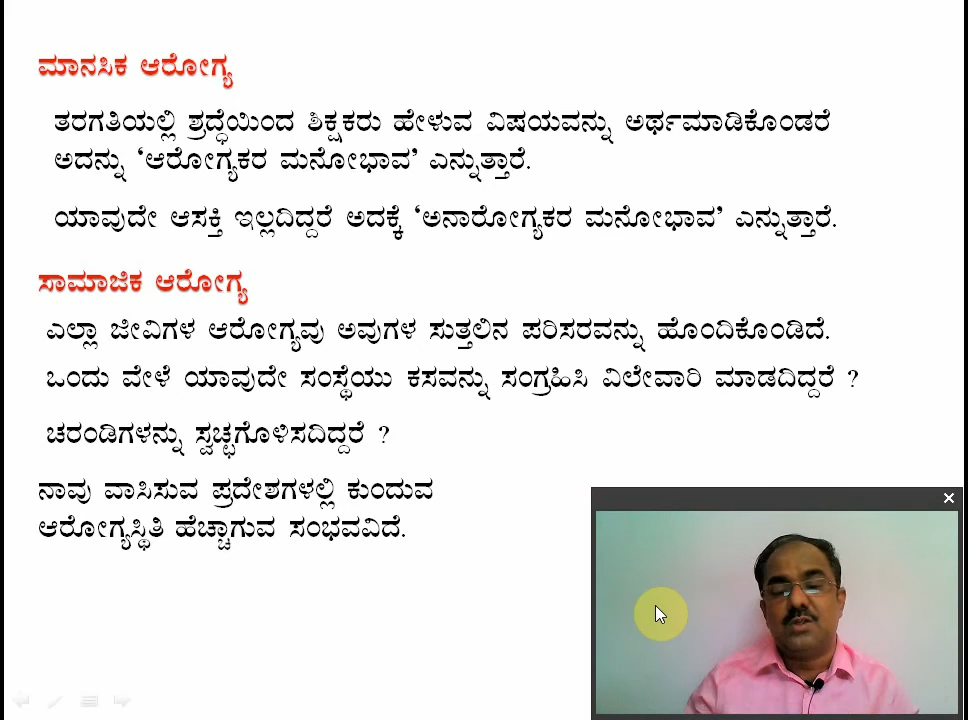 ಮಾನಸಿಕ ಆರೋಗ್ಯ
ತರಗತಿಯಲ್ಲಿ ಶ್ರದ್ಧೆಯಿಂದ ಶಿಕ್ಷಕರು ಹೇಳುವ ವಿಷಯವನ್ನು ಅರ್ಥಮಾಡಿಕೊಂಡರೆ
ಅದನ್ನು ‘ಆರೋಗ್ಯಕರ ಮನೋಭಾವ’ ಎನ್ನುತ್ತಾರೆ.
ಯಾವುದೇ ಆಸಕ್ತಿ ಇಲ್ಲದಿದ್ದರೆ ಅದಕ್ಕೆ ‘ಅನಾರೋಗ್ಯಕರ ಮನೋಭಾವ’ ಎನ್ನುತ್ತಾರೆ.
ಸಾಮಾಜಿಕ ಆರೋಗ್ಯ
ಎಲ್ಲಾ ಜೀವಿಗಳ ಆರೋಗ್ಯವು ಅವುಗಳ ಸುತ್ತಲಿನ ಪರಿಸರವನ್ನು ಹೊಂದಿಕೊಂಡಿದೆ.
ಒಂದು ವೇಳೆ ಯಾವುದೇ ಸಂಸ್ಥೆಯು ಕಸವನ್ನು ಸಂಗ್ರಹಿಸಿ ವಿಲೇವಾರಿ ಮಾಡದಿದ್ದರೆ ?
ಚರಂಡಿಗಳನ್ನು ಸ್ವಚ್ಛಗೊಳಿಸದಿದ್ದರೆ ?
ನಾವು ವಾಸಿಸುವ ಪ್ರದೇಶಗಳಲ್ಲಿ ಕುಂದುವ
ಆರೋಗ್ಯಸ್ಥಿತಿ ಹೆಚ್ಚಾಗುವ ಸಂಭವವಿದೆ.